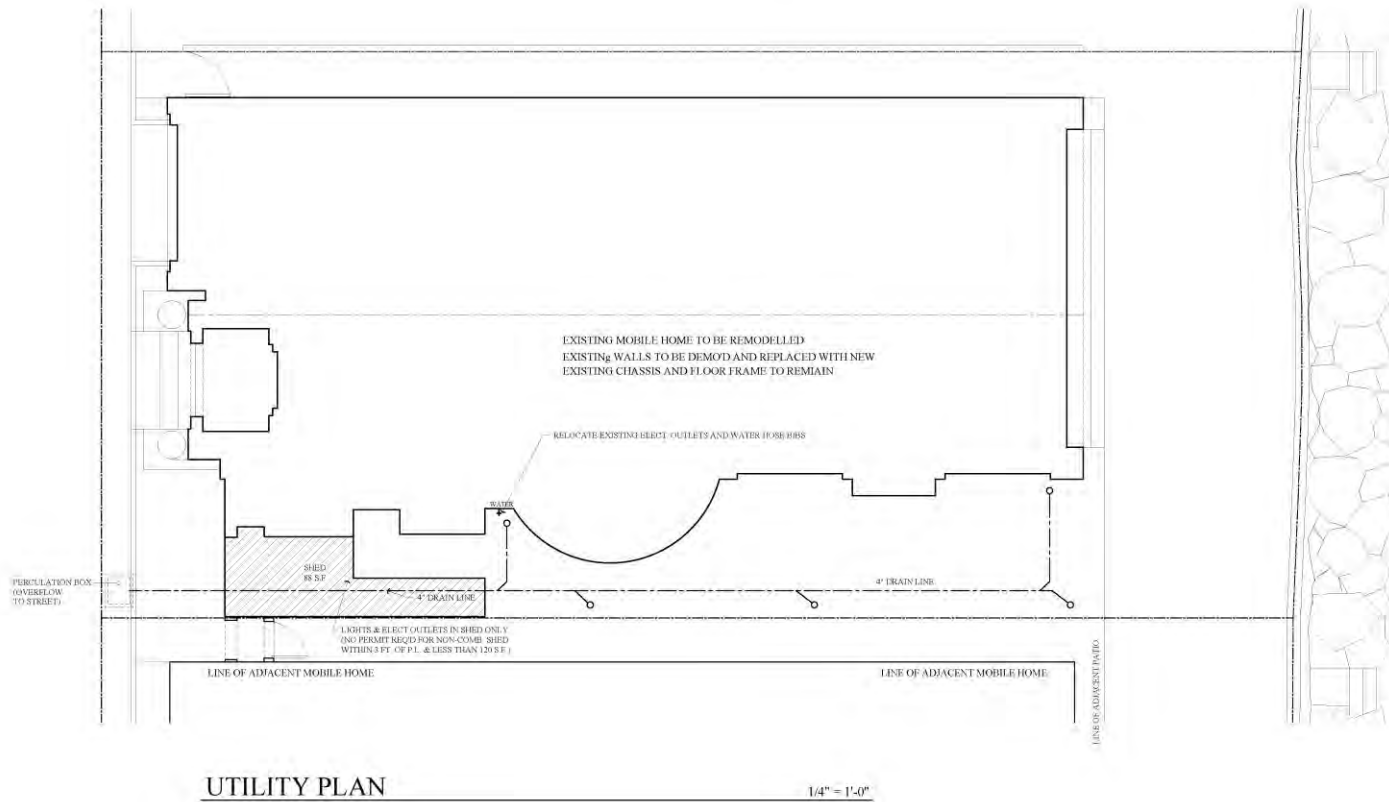 EXISTING MOBILE HOME TO BE REMODELLED
EXISTINg WALLS TO BE DEMO'D AND REPLACED WITH NEW
EXISTING CHASSIS AND FLOOR FRAME TO REMIAIN
RELOCATE EXISTING ELECT. OUTLETS AND WATER HOSE BIBS
WATER
SHED
88 S.F.
PERCULATION BOX
(OVERFLOW
TO STREET)
4" DRAIN LINE
4" DRAIN LINE
LIGHTS & ELECT OUTLETS IN SHED ONLY
(NO PERMIT REQ'D FOR NON-COMB. SHED
WITHIN 3 FT. OF P.L. & LESS THAN 120 S.F.)
LINE OF ADJACENT MOBILE HOME
LINE OF ADJACENT MOBILE HOME
LINE OF ADJACENT PATIO
UTILITY PLAN
1/4" = 1'-0"